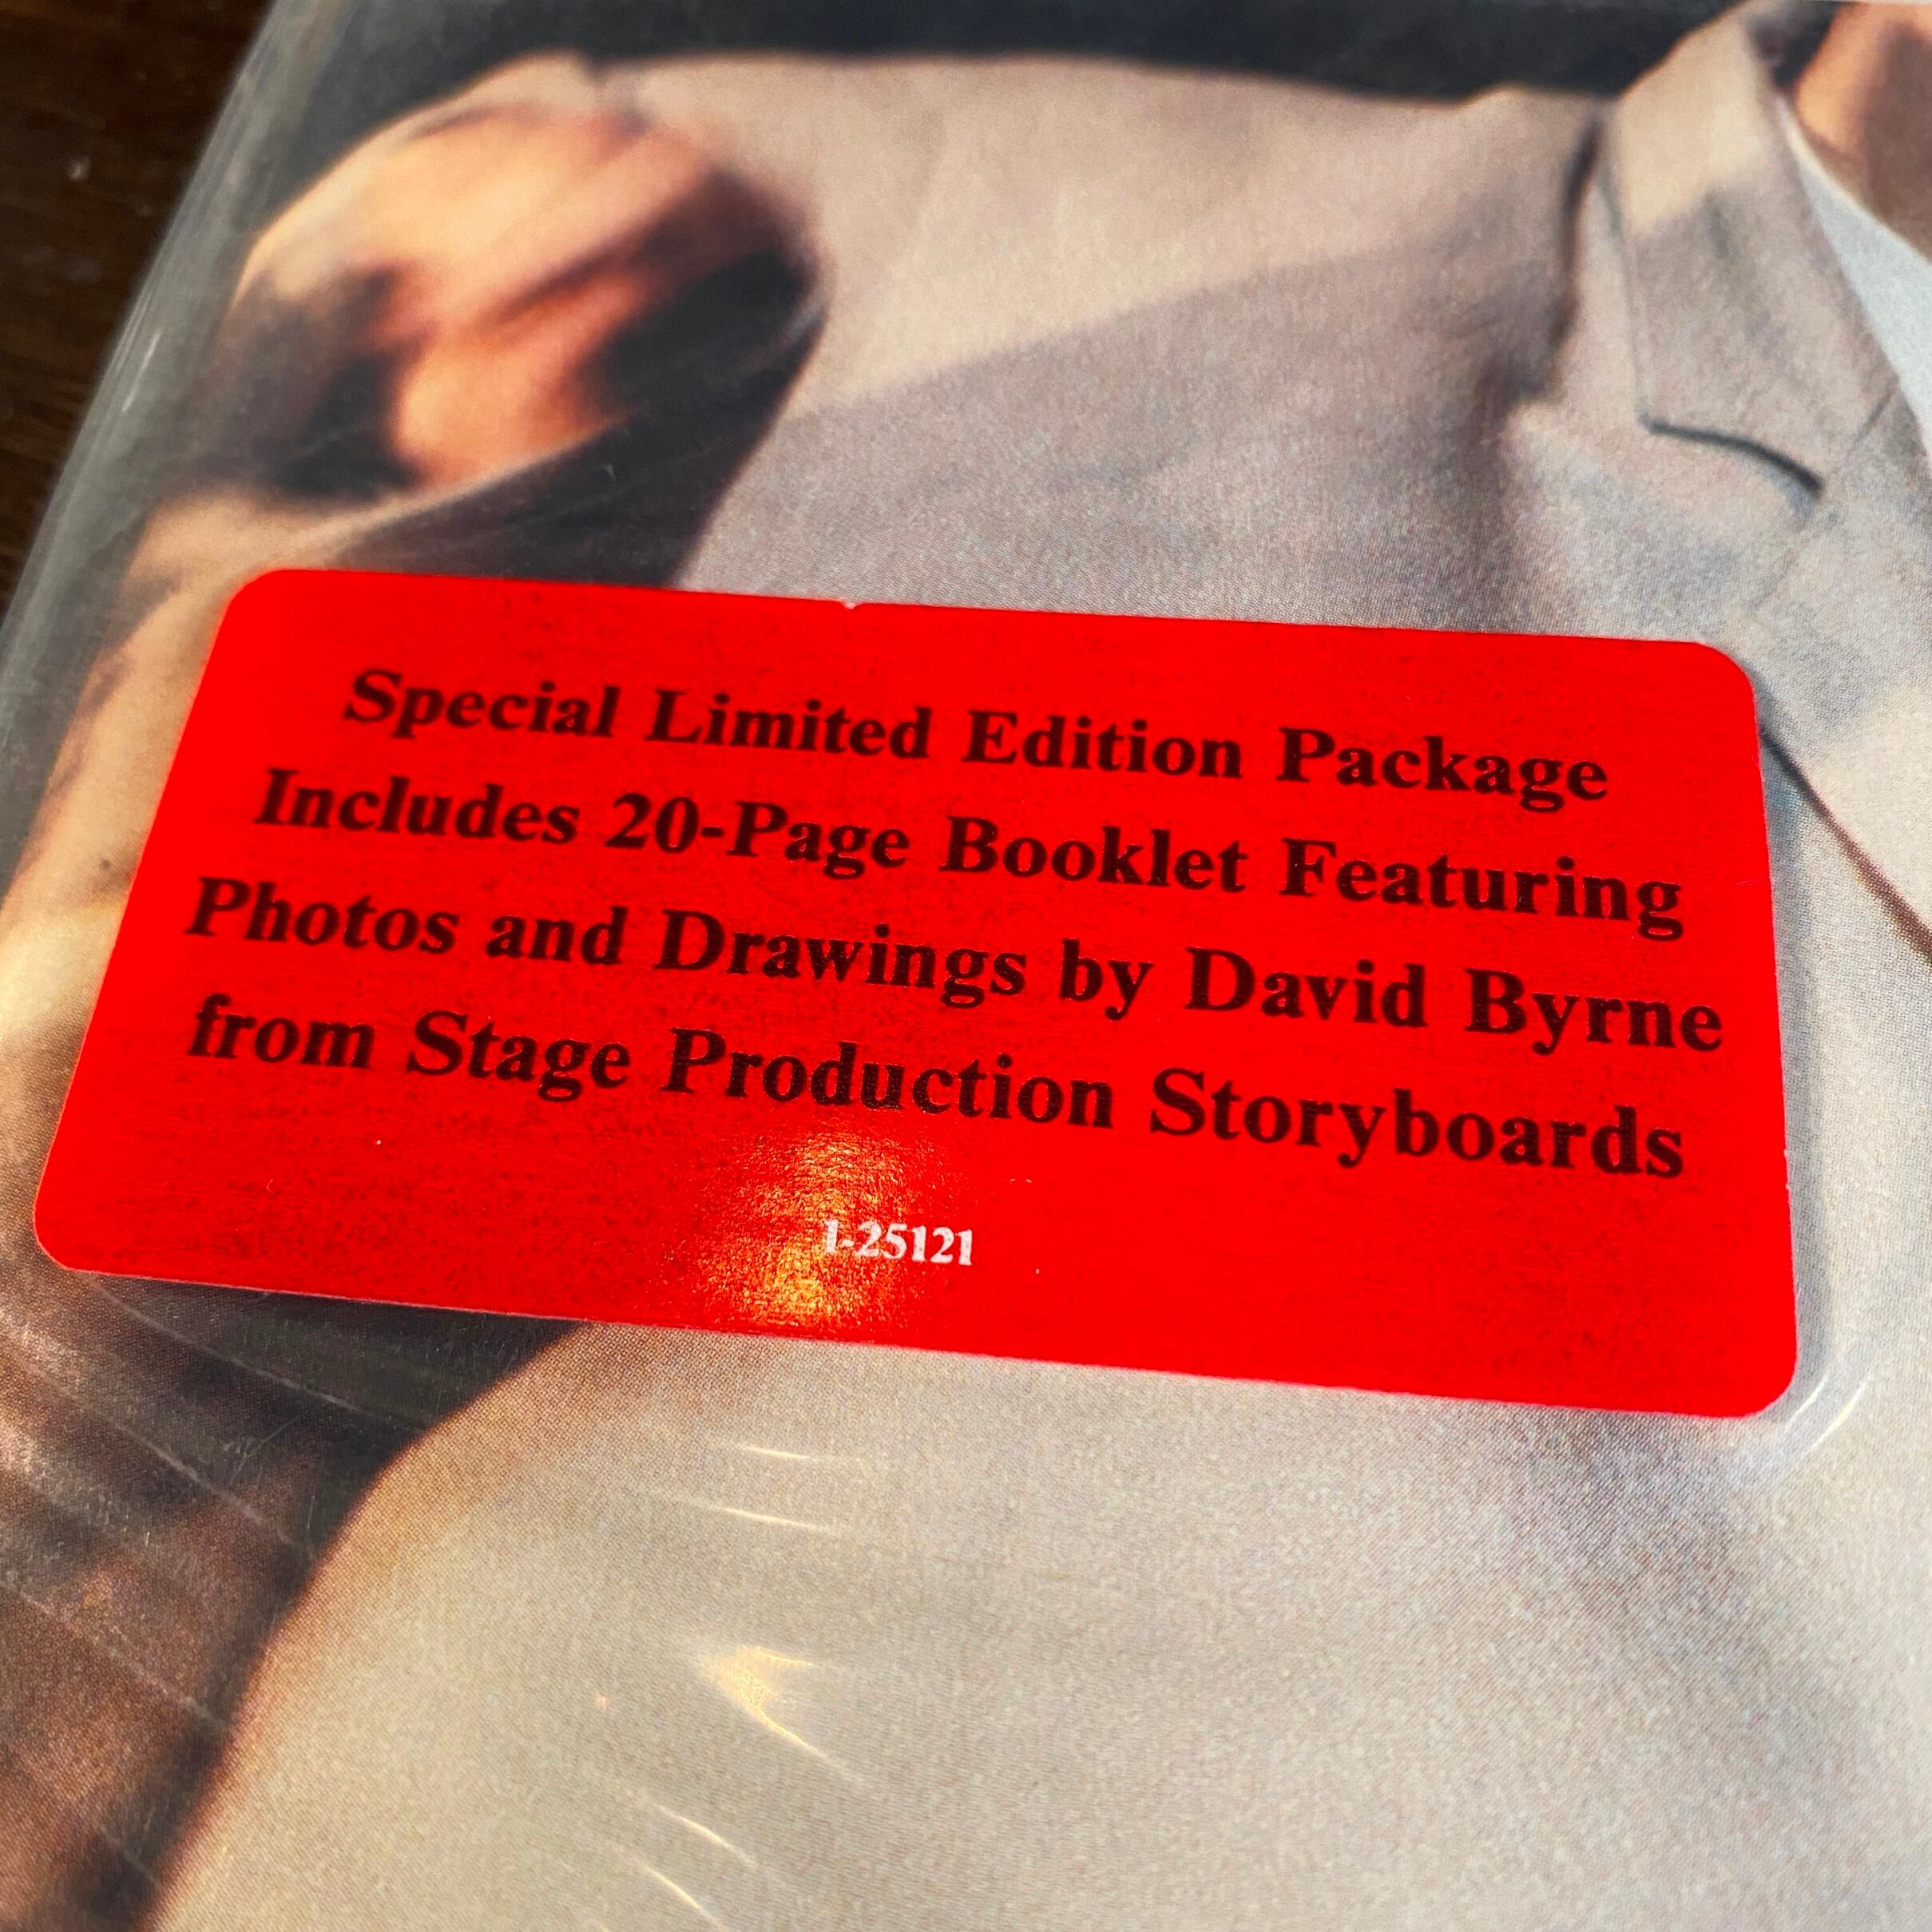 Special Limited Edition Package
Includes 20-Page Booklet Featuring
Photos and Drawings by David Byrne
from Stage Production Storyboards
1-25121